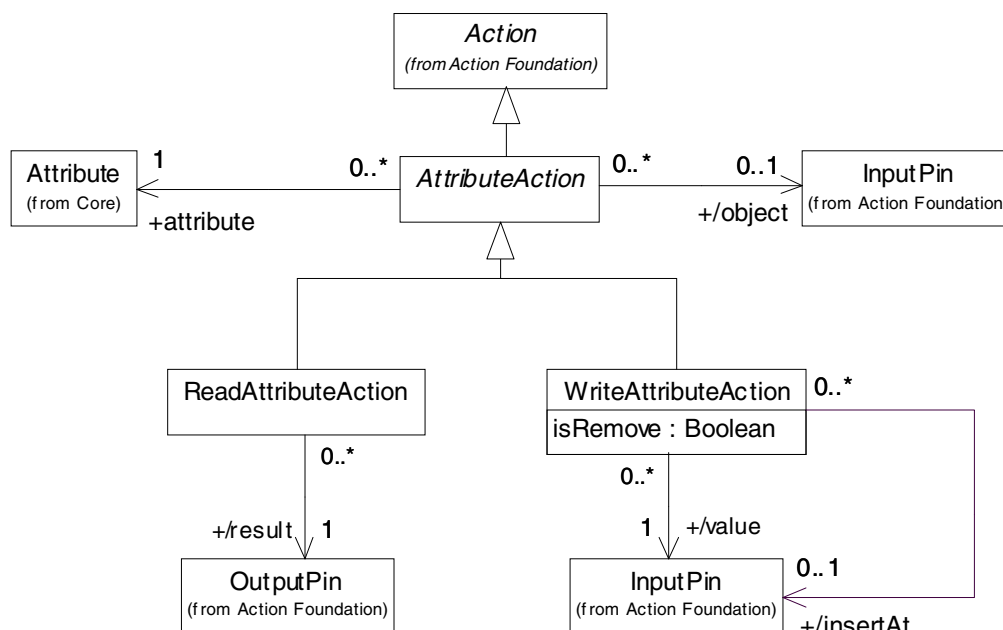 Action
(from Action Foundation)
1
0..*
0..*
0..1
Attribute
(from Core)
AttributeAction
InputPin
(from Action Foundation
+attribute
+/object
ReadAttributeAction
WriteAttributeAction
0..*
isRemove : Boolean
0..*
0..*
+/result
1
1
+/value
OutputPin
(from Action Foundation)
InputPin
(from Action Foundation)
0..1
+/insertAt